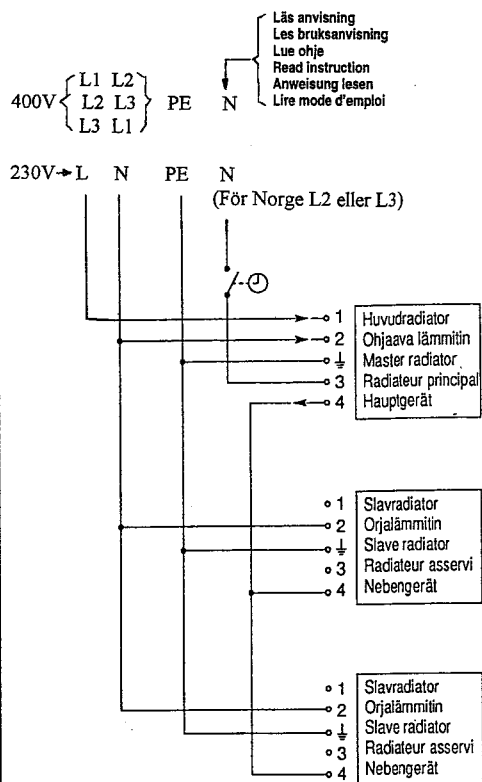 Läs anvisning
Les bruksanvisning
Lue ohje
Read instruction
Anweisung lesen
Lire mode d'emploi
400V { L1 L2 } PE N
L2 L3
L3 L1
230V→L N PE N
(För Norge L2 eller L3)
1 Huvudradiator
2 Ohjaava lämmitin
Master radiator
3 Radiateur principal
4 Hauptgerät
1 Slavradiator
2 Orjalämmitin
Slave radiator
3 Radiateur asservi
4 Nebengerät
1 Slavradiator
2 Orjalämmitin
Slave radiator
3 Radiateur asservi
4 Nebengerät